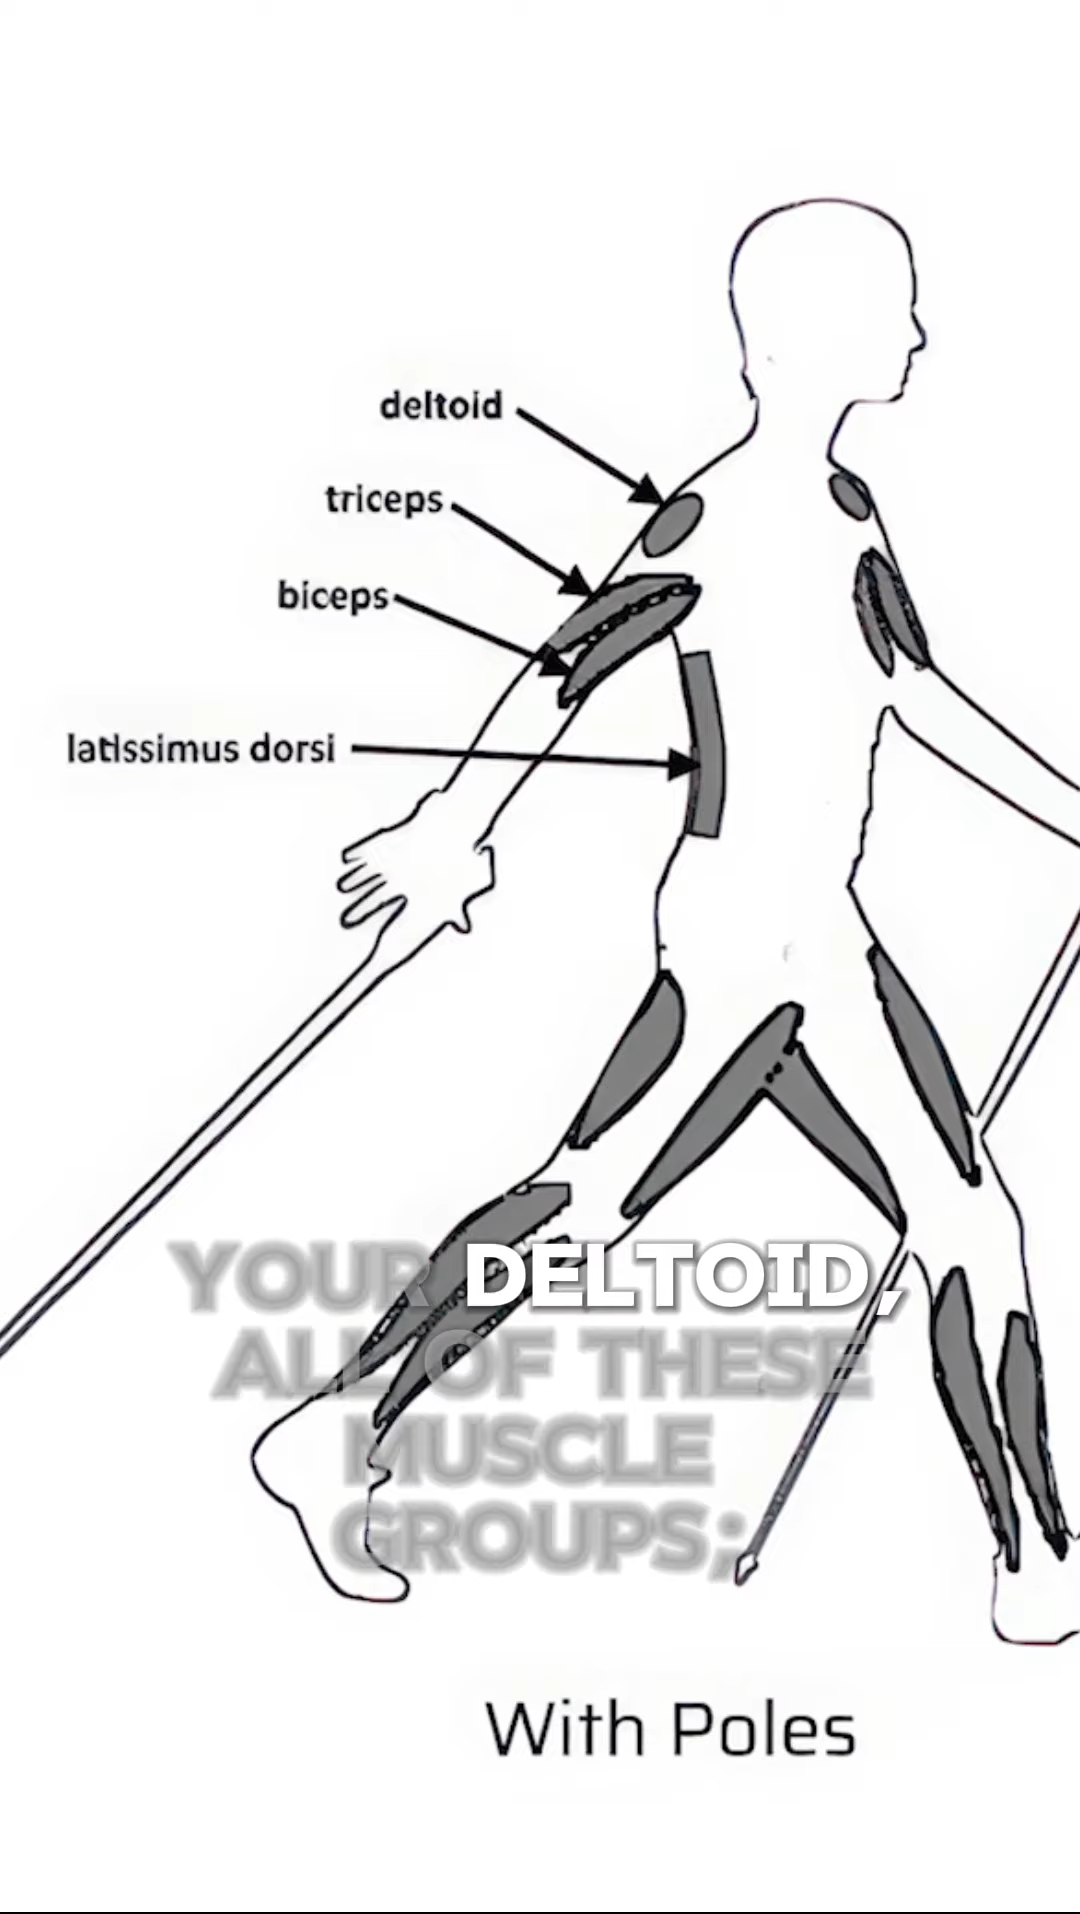 deltoid
triceps
biceps
latissimus dorsi
YOUR DELTOID,
ALL OF THESE
MUSCLE
GROUPS;
With Poles